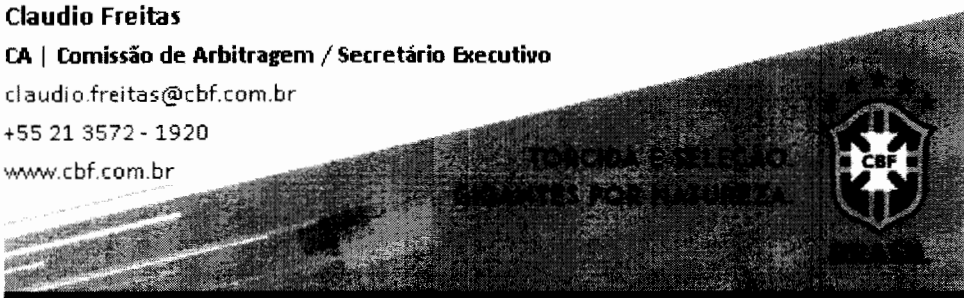 Claudio Freitas
CA | Comissão de Arbitragem / Secretário Executivo
claudio.freitas@cbf.com.br
+55 21 3572 - 1920
www.cbf.com.br
TORCIDA E SELEÇÃO
GIGANTES POR NATUREZA
CBF
BRASIL